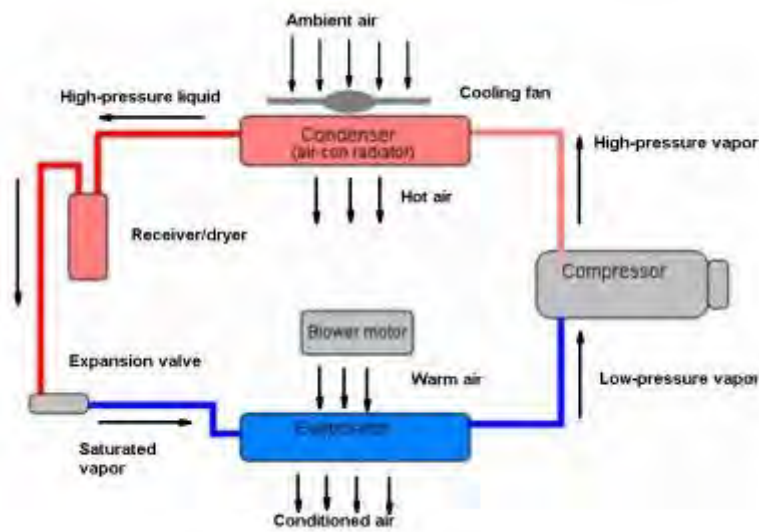 Ambient air
High-pressure liquid
Cooling fan
Condenser
(air-con radiator)
High-pressure vapor
Hot air
Receiver/dryer
Compressor
Blower motor
Expansion valve
Warm air
Low-pressure vapor
Evaporator
Saturated
vapor
Conditioned air